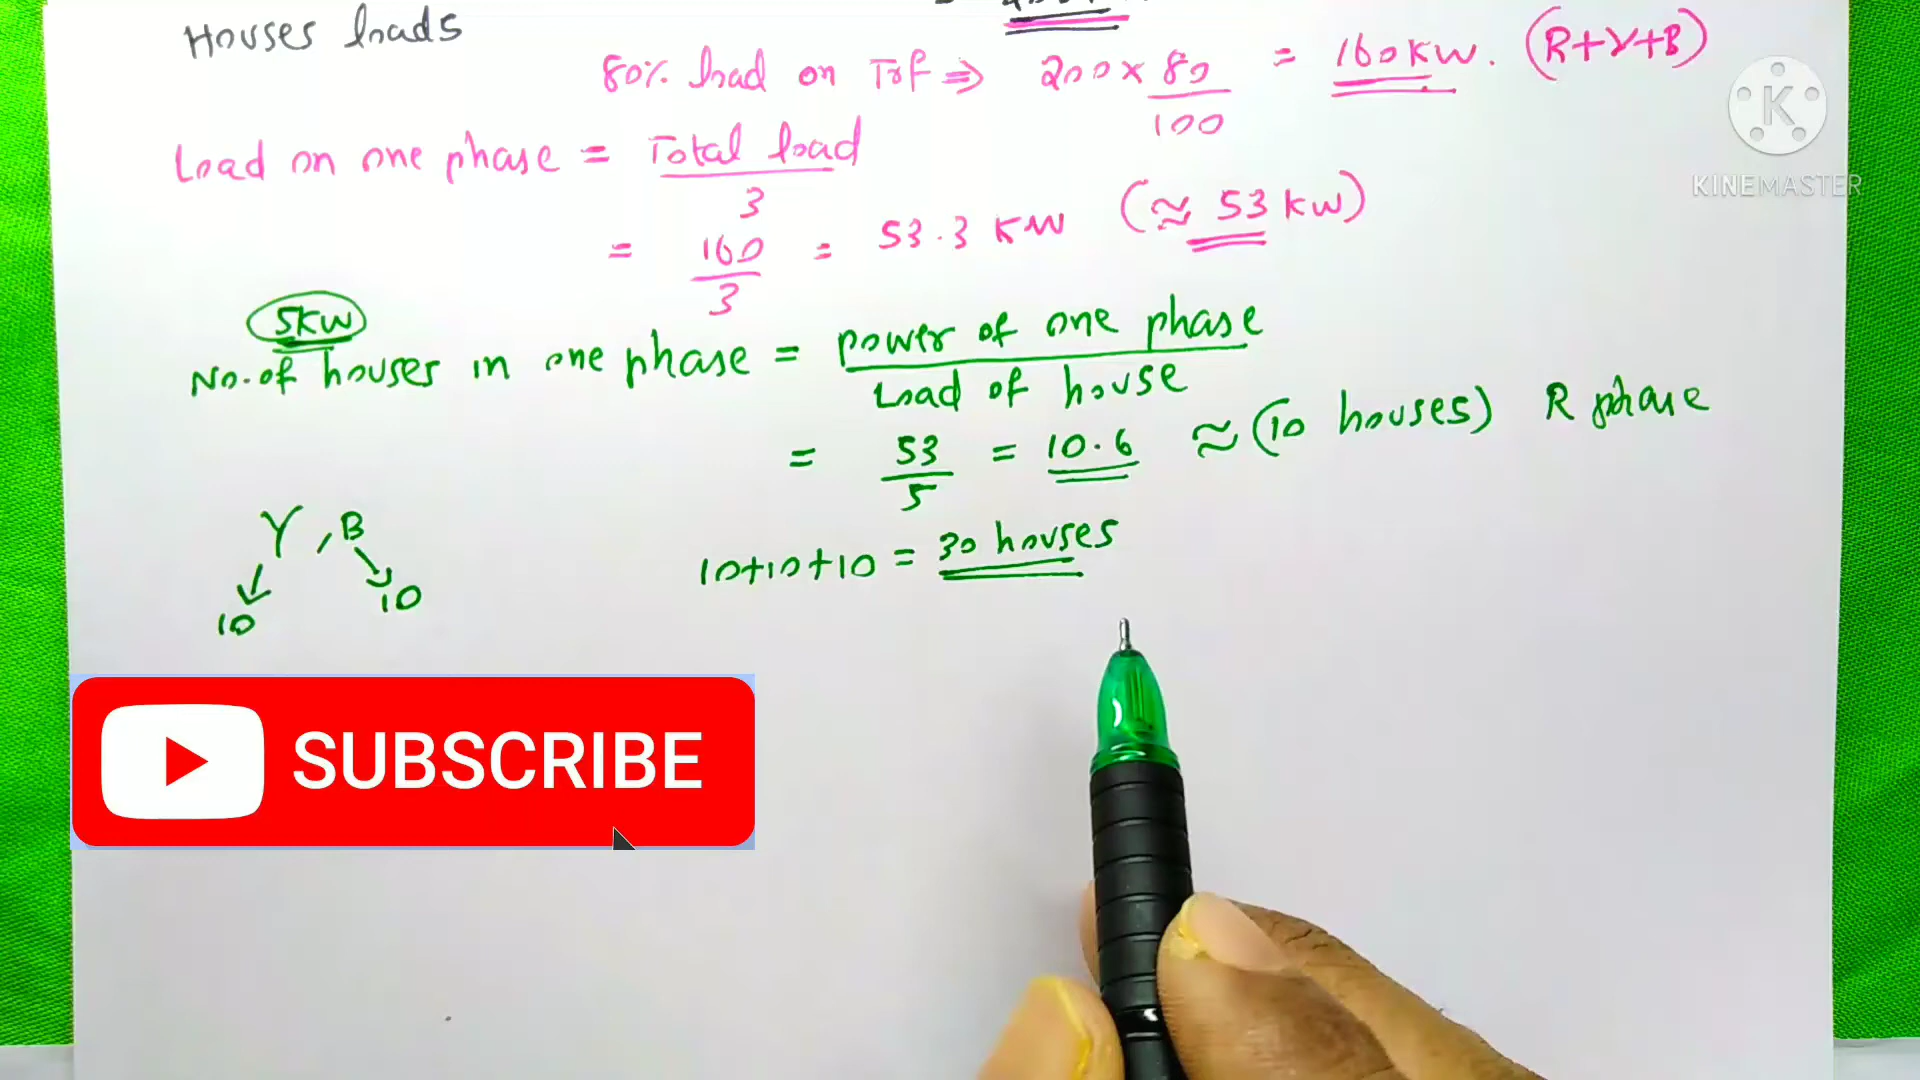 Houses loads
80% load on Trf ⇒ 200 × 80/100 = 160 KW. (R+Y+B)
Load on one phase = Total load/3
= 160/3 = 53.3 KW (≈ 53 KW)
5KW
No. of houses in one phase = power of one phase/Load of house
= 53/5 = 10.6 ≈ (10 houses) R phase
Y, B
10 10
10+10+10 = 30 houses
SUBSCRIBE
K
KINEMASTER